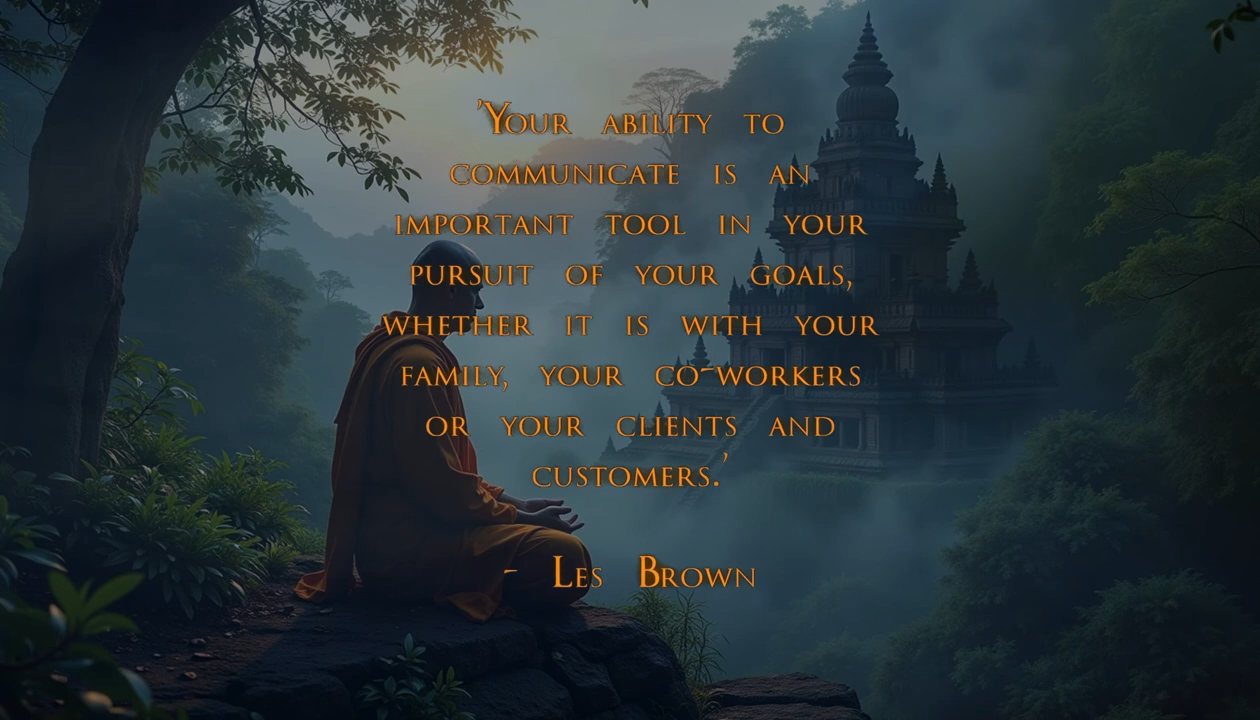 'Your ability to
communicate is an
important tool in your
pursuit of your goals,
whether it is with your
family, your co-workers
or your clients and
customers.'
- Les Brown